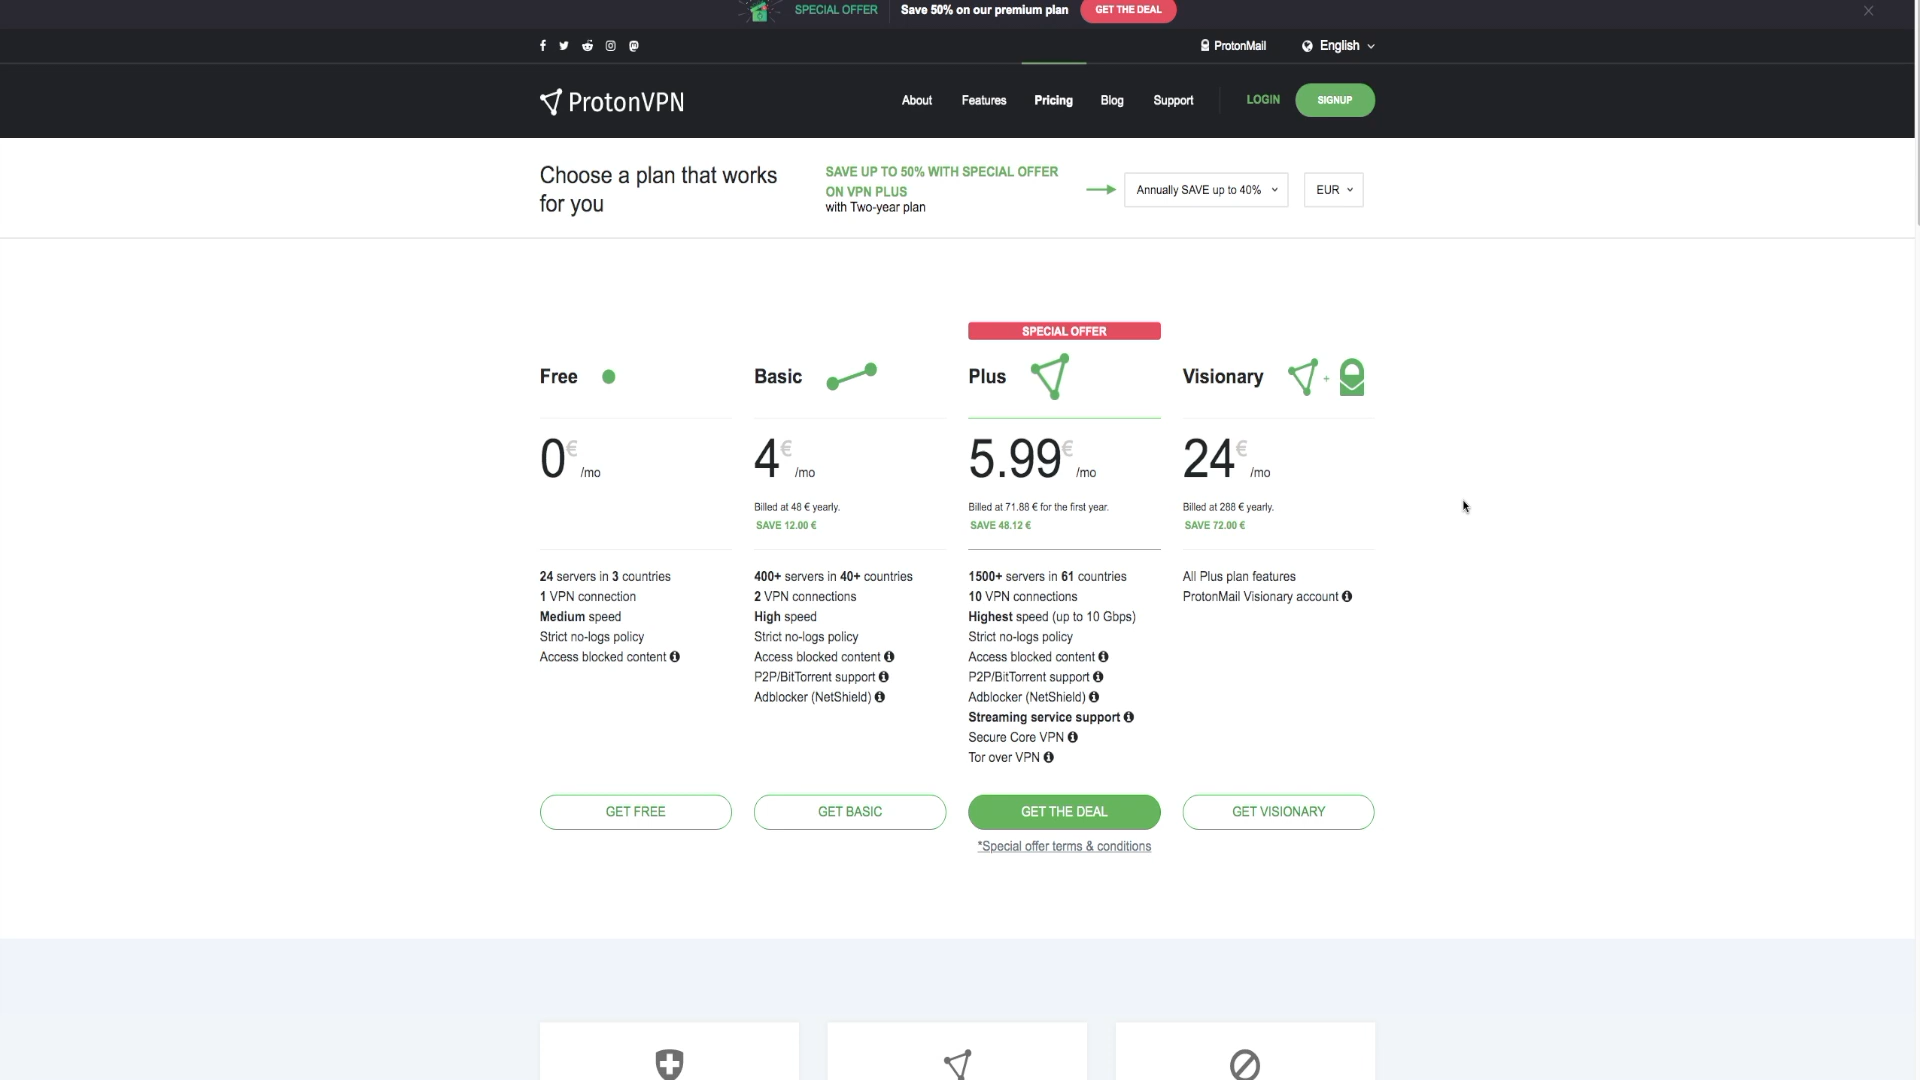 SPECIAL OFFER Save 50% on our premium plan GET THE DEAL
ProtonMail English
ProtonVPN About Features Pricing Blog Support LOGIN SIGNUP
Choose a plan that works
for you
SAVE UP TO 50% WITH SPECIAL OFFER
ON VPN PLUS
with Two-year plan
Annually SAVE up to 40% EUR
SPECIAL OFFER
Free
0 € /mo
24 servers in 3 countries
1 VPN connection
Medium speed
Strict no-logs policy
Access blocked content
GET FREE
Basic
4 € /mo
Billed at 48 € yearly.
SAVE 12.00 €
400+ servers in 40+ countries
2 VPN connections
High speed
Strict no-logs policy
Access blocked content
P2P/BitTorrent support
Adblocker (NetShield)
GET BASIC
Plus
5.99 € /mo
Billed at 71.88 € for the first year.
SAVE 48.12 €
1500+ servers in 61 countries
10 VPN connections
Highest speed (up to 10 Gbps)
Strict no-logs policy
Access blocked content
P2P/BitTorrent support
Adblocker (NetShield)
Streaming service support
Secure Core VPN
Tor over VPN
GET THE DEAL
*Special offer terms & conditions
Visionary
24 € /mo
Billed at 288 € yearly.
SAVE 72.00 €
All Plus plan features
ProtonMail Visionary account
GET VISIONARY